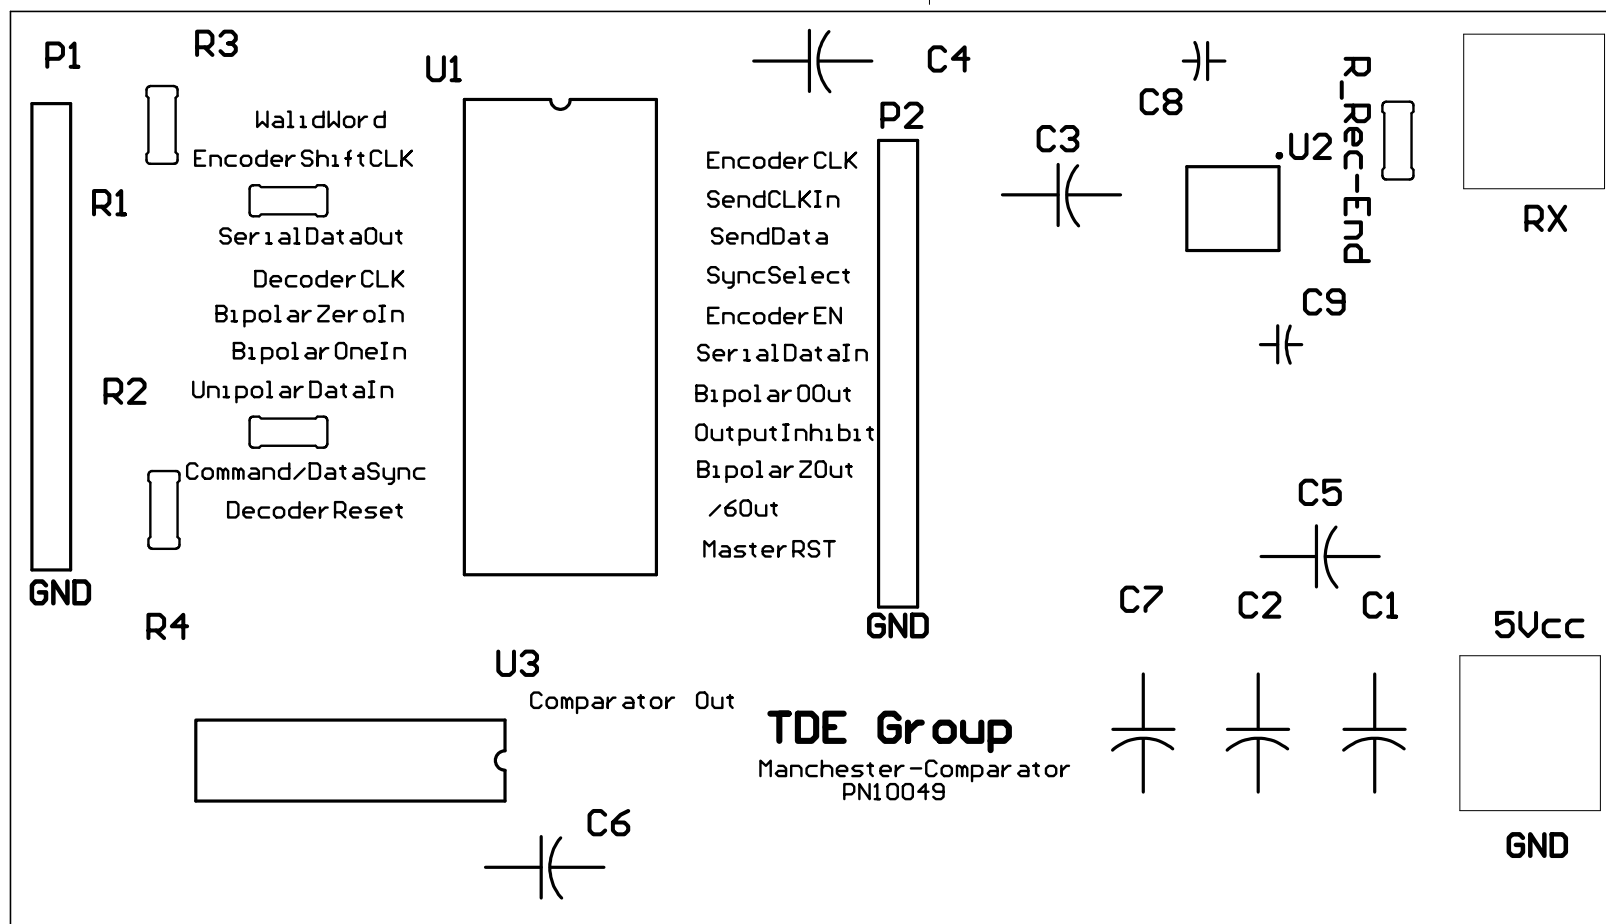 P1
R3
U1
C4
C8
R_Rec-End
P2
WalidWord
EncoderShiftCLK
R1
SerialDataOut
DecoderCLK
BipolarZeroIn
BipolarOneIn
R2
UnipolarDataIn
Command/DataSync
DecoderReset
GND
R4
EncoderCLK
SendCLKIn
SendData
SyncSelect
EncoderEN
SerialDataIn
BipolarOOut
OutputInhibit
BipolarZOut
/6Out
MasterRST
GND
C3
.U2
RX
C9
C5
C7
C2
C1
5Vcc
GND
U3
Comparator Out
TDE Group
Manchester-Comparator
PN10049
C6